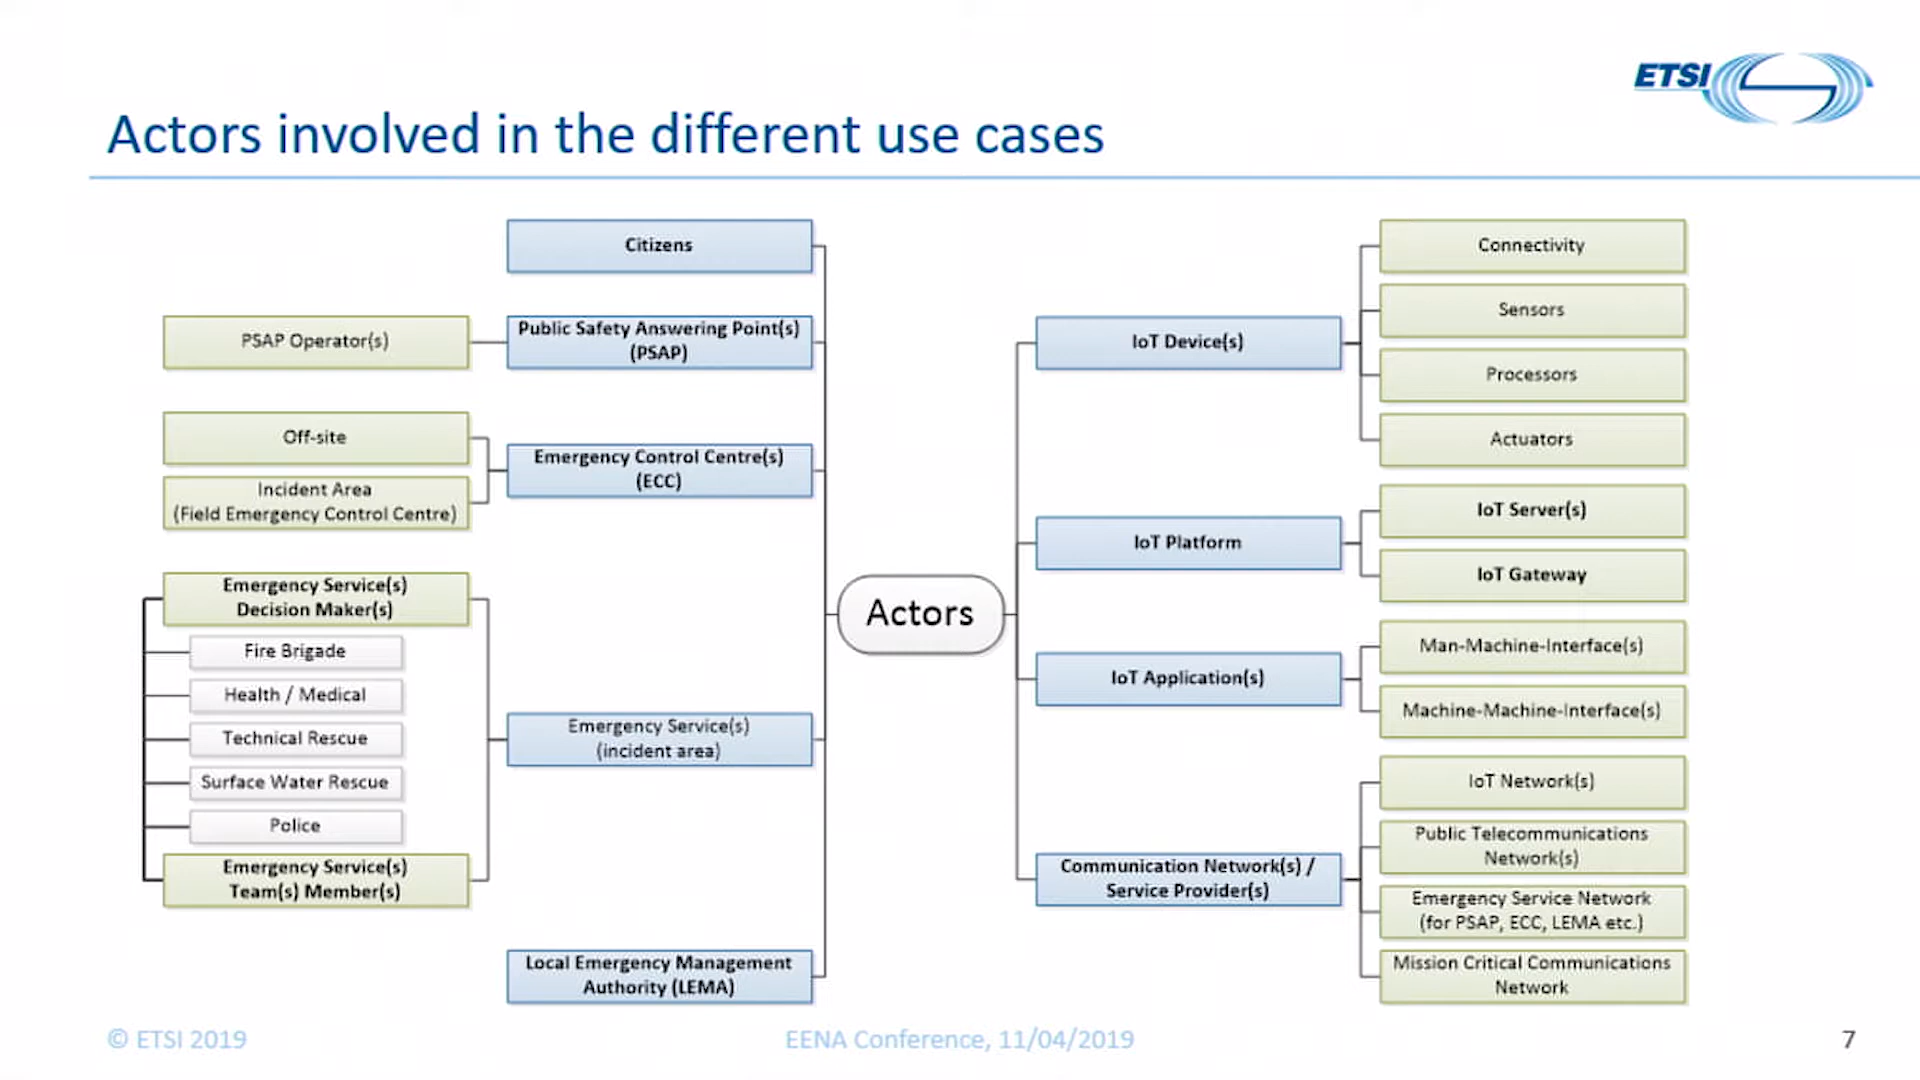 ETSI
Actors involved in the different use cases
Citizens
PSAP Operator(s)
Public Safety Answering Point(s)
(PSAP)
Off-site
Incident Area
(Field Emergency Control Centre)
Emergency Control Centre(s)
(ECC)
Emergency Service(s)
Decision Maker(s)
Fire Brigade
Health / Medical
Technical Rescue
Surface Water Rescue
Police
Emergency Service(s)
Team(s) Member(s)
Emergency Service(s)
(incident area)
Local Emergency Management
Authority (LEMA)
Actors
IoT Device(s)
Connectivity
Sensors
Processors
Actuators
IoT Platform
IoT Server(s)
IoT Gateway
IoT Application(s)
Man-Machine-Interface(s)
Machine-Machine-Interface(s)
Communication Network(s) /
Service Provider(s)
IoT Network(s)
Public Telecommunications
Network(s)
Emergency Service Network
(for PSAP, ECC, LEMA etc.)
Mission Critical Communications
Network
© ETSI 2019
EENA Conference, 11/04/2019
7